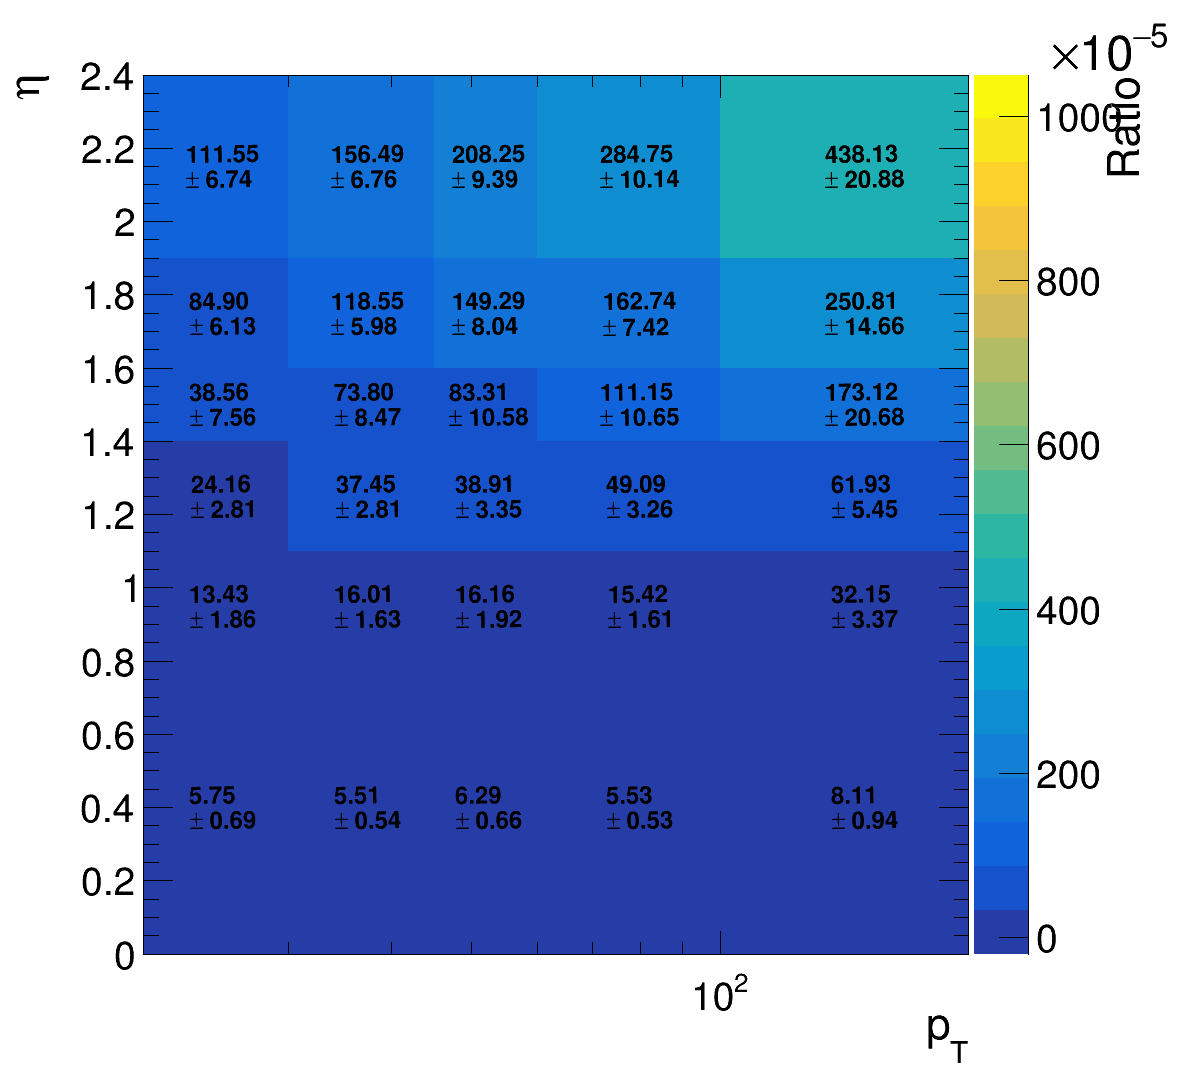 ×10⁻⁵
η
Ratio
2.4
2.2
2
1.8
1.6
1.4
1.2
1
0.8
0.6
0.4
0.2
0
111.55 156.49 208.25 284.75 438.13
± 6.74 ± 6.76 ± 9.39 ± 10.14 ± 20.88
84.90 118.55 149.29 162.74 250.81
± 6.13 ± 5.98 ± 8.04 ± 7.42 ± 14.66
38.56 73.80 83.31 111.15 173.12
± 7.56 ± 8.47 ± 10.58 ± 10.65 ± 20.68
24.16 37.45 38.91 49.09 61.93
± 2.81 ± 2.81 ± 3.35 ± 3.26 ± 5.45
13.43 16.01 16.16 15.42 32.15
± 1.86 ± 1.63 ± 1.92 ± 1.61 ± 3.37
5.75 5.51 6.29 5.53 8.11
± 0.69 ± 0.54 ± 0.66 ± 0.53 ± 0.94
1000
800
600
400
200
0
10²
p_T